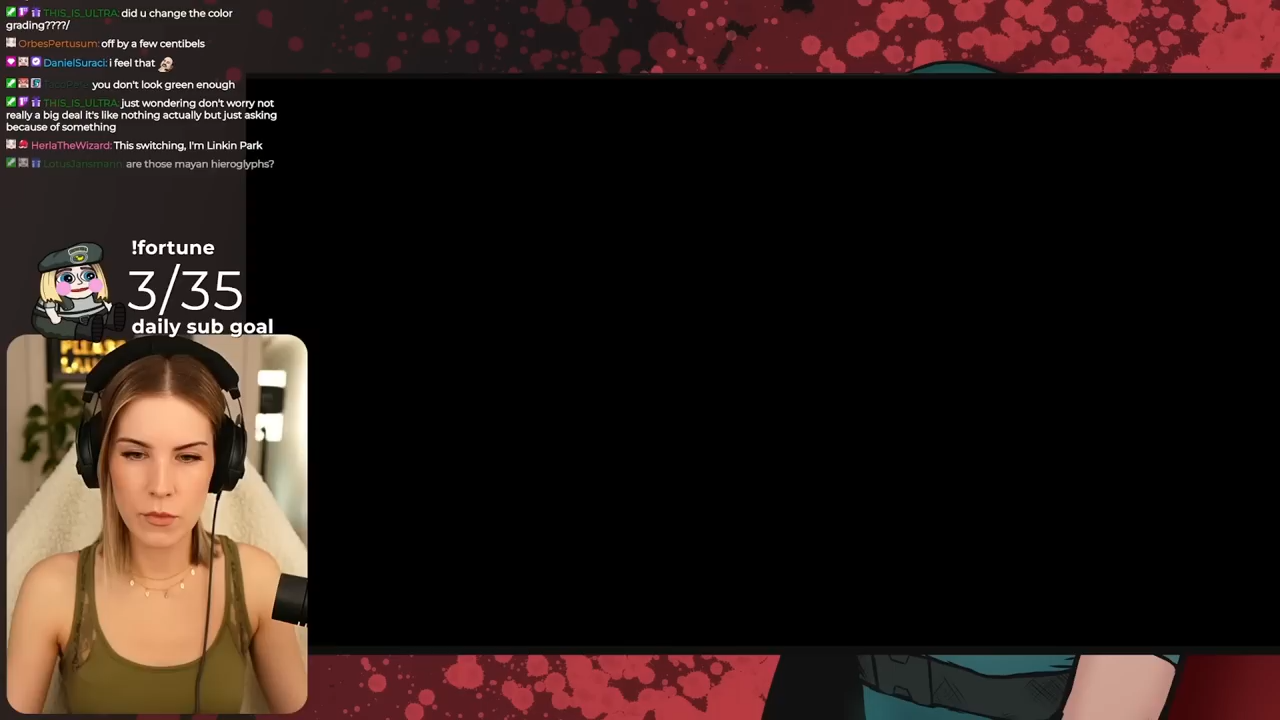 THIS_IS_ULTRA: did u change the color
grading????/
OrbesPertusum: off by a few centibels
DanielSuraci: i feel that
you don't look green enough
THIS_IS_ULTRA: just wondering don't worry not
really a big deal it's like nothing actually but just asking
because of something
HerlaTheWizard: This switching, I'm Linkin Park
LotusJansmann: are those mayan hieroglyphs?
!fortune
3/35
daily sub goal
PLEASE